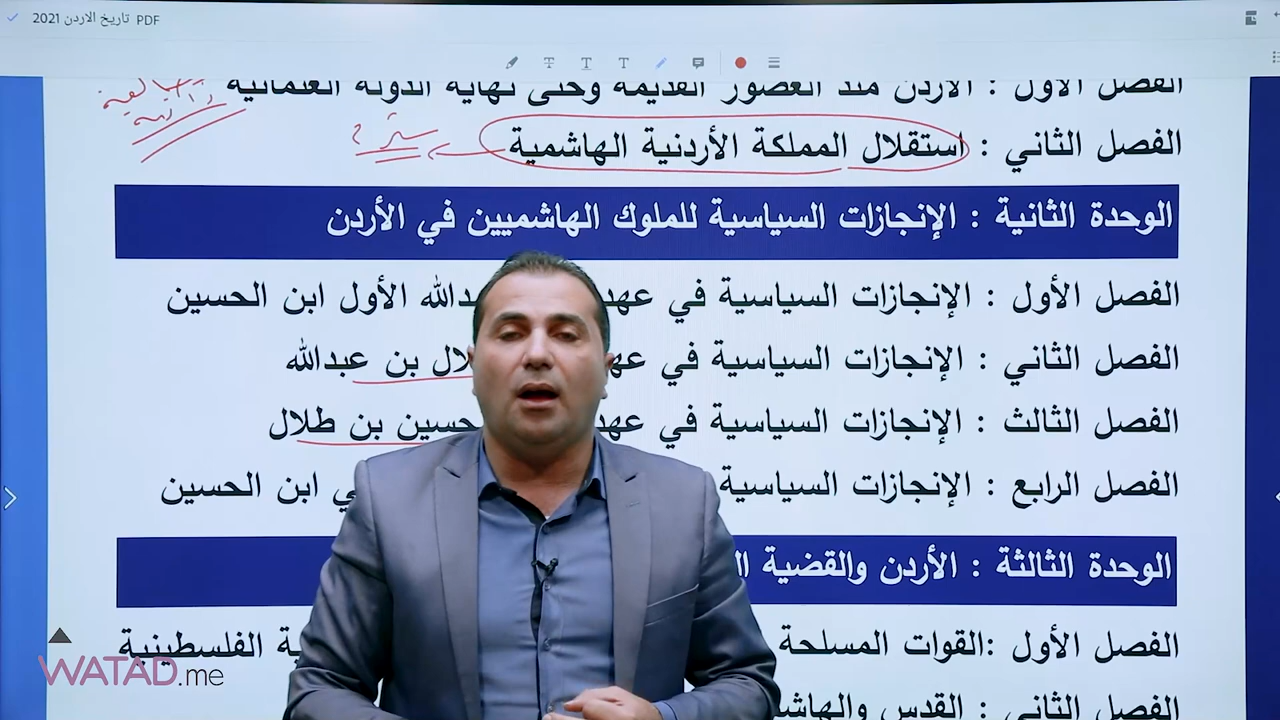 تاريخ الاردن 2021 PDF
الفصل الأول : الأردن منذ العصور القديمة وحتى نهاية الدولة العثمانية
الفصل الثاني : استقلال المملكة الأردنية الهاشمية
الوحدة الثانية : الإنجازات السياسية للملوك الهاشميين في الأردن
الفصل الأول : الإنجازات السياسية في عهد بدالله الأول ابن الحسين
الفصل الثاني : الإنجازات السياسية في عهد لال بن عبدالله
الفصل الثالث : الإنجازات السياسية في عهد حسين بن طلال
الفصل الرابع : الإنجازات السياسية ي ابن الحسين
الوحدة الثالثة : الأردن والقضية
الفصل الأول :القوات المسلحة ة الفلسطينية
WATAD.me
الفصل الثاني : القدس والهاش